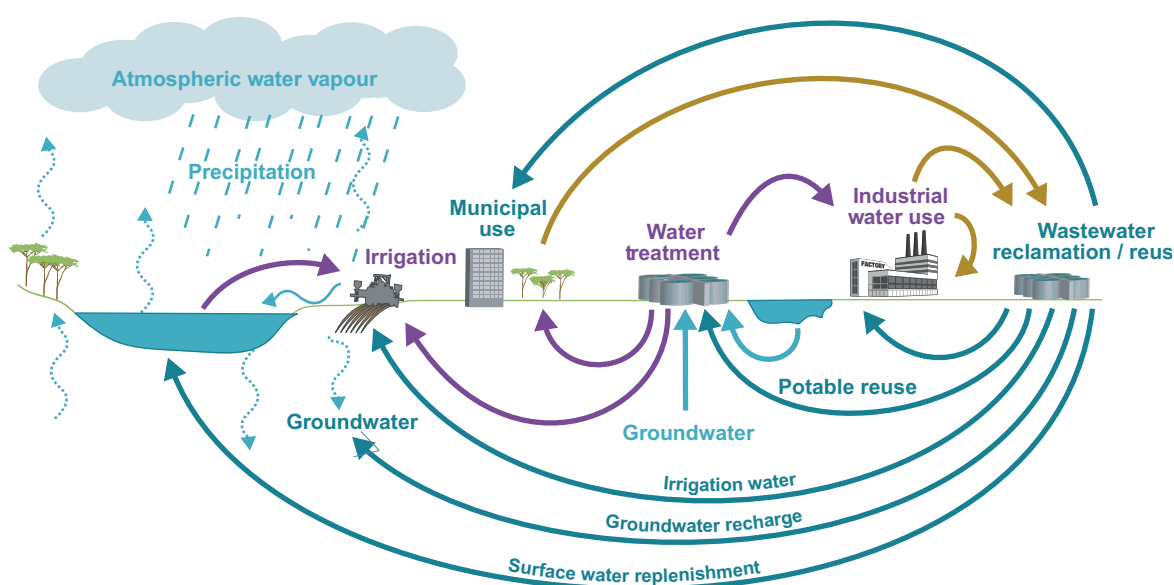 Atmospheric water vapour
Precipitation
Municipal
use
Irrigation
Water
treatment
Industrial
water use
FACTORY
Wastewater
reclamation / reus
Groundwater
Groundwater
Potable reuse
Irrigation water
Groundwater recharge
Surface water replenishment